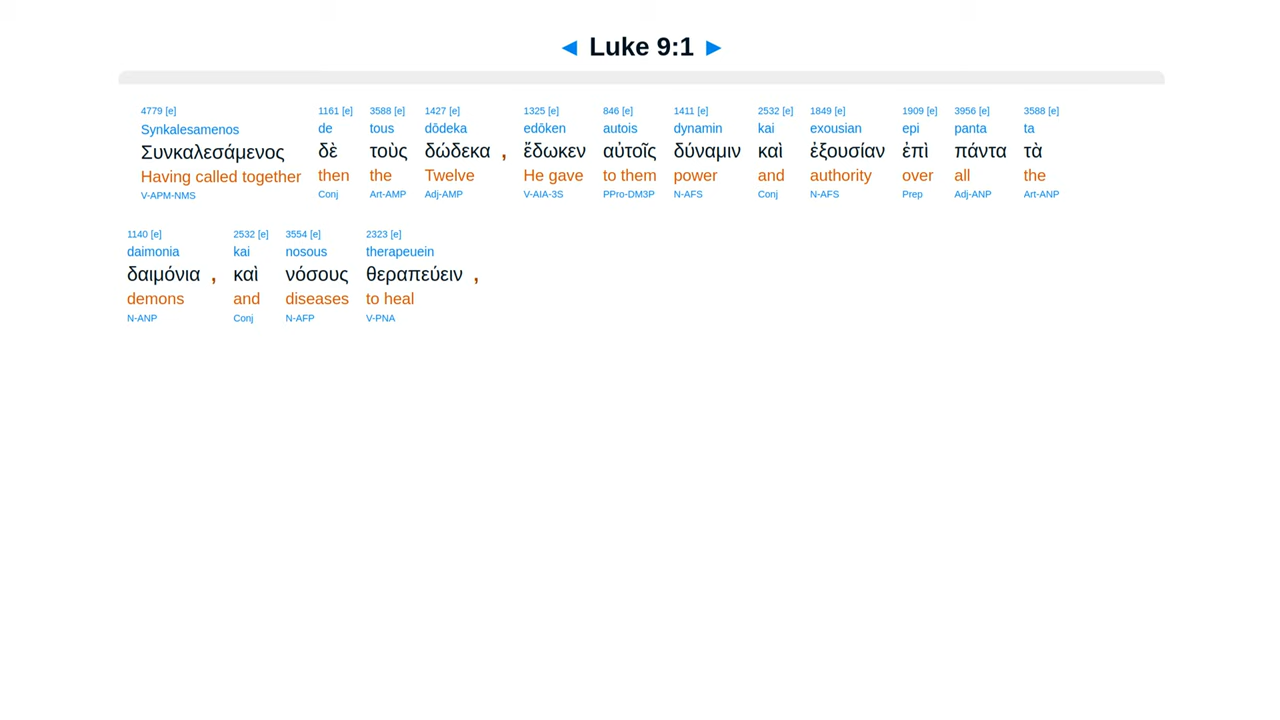 ◄ Luke 9:1 ►
4779 [e] 1161 [e] 3588 [e] 1427 [e] 1325 [e] 846 [e] 1411 [e] 2532 [e] 1849 [e] 1909 [e] 3956 [e] 3588 [e]
Synkalesamenos de tous dōdeka edōken autois dynamin kai exousian epi panta ta
Συνκαλεσάμενος δὲ τοὺς δώδεκα , ἔδωκεν αὐτοῖς δύναμιν καὶ ἐξουσίαν ἐπὶ πάντα τὰ
Having called together then the Twelve He gave to them power and authority over all the
V-APM-NMS Conj Art-AMP Adj-AMP V-AIA-3S PPro-DM3P N-AFS Conj N-AFS Prep Adj-ANP Art-ANP
1140 [e] 2532 [e] 3554 [e] 2323 [e]
daimonia kai nosous therapeuein
δαιμόνια , καὶ νόσους θεραπεύειν ,
demons and diseases to heal
N-ANP Conj N-AFP V-PNA